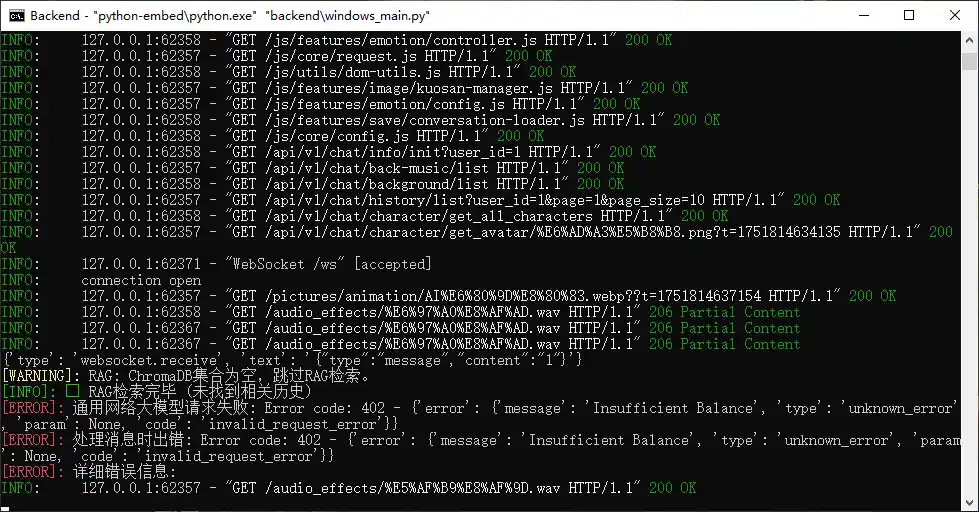 Backend - "python-embed\python.exe" "backend\windows_main.py"
INFO:     127.0.0.1:62358 - "GET /js/features/emotion/controller.js HTTP/1.1" 200 OK
INFO:     127.0.0.1:62357 - "GET /js/core/request.js HTTP/1.1" 200 OK
INFO:     127.0.0.1:62358 - "GET /js/utils/dom-utils.js HTTP/1.1" 200 OK
INFO:     127.0.0.1:62357 - "GET /js/features/image/kuosan-manager.js HTTP/1.1" 200 OK
INFO:     127.0.0.1:62357 - "GET /js/features/emotion/config.js HTTP/1.1" 200 OK
INFO:     127.0.0.1:62358 - "GET /js/features/save/conversation-loader.js HTTP/1.1" 200 OK
INFO:     127.0.0.1:62358 - "GET /js/core/config.js HTTP/1.1" 200 OK
INFO:     127.0.0.1:62358 - "GET /api/v1/chat/info/init?user_id=1 HTTP/1.1" 200 OK
INFO:     127.0.0.1:62357 - "GET /api/v1/chat/back-music/list HTTP/1.1" 200 OK
INFO:     127.0.0.1:62357 - "GET /api/v1/chat/background/list HTTP/1.1" 200 OK
INFO:     127.0.0.1:62358 - "GET /api/v1/chat/history/list?user_id=1&page=1&page_size=10 HTTP/1.1" 200 OK
INFO:     127.0.0.1:62358 - "GET /api/v1/chat/character/get_all_characters HTTP/1.1" 200 OK
INFO:     127.0.0.1:62357 - "GET /api/v1/chat/character/get_avatar/%E6%AD%A3%E5%B8%B8.png?t=1751814634135 HTTP/1.1" 200
OK
INFO:     127.0.0.1:62371 - "WebSocket /ws" [accepted]
INFO:     connection open
INFO:     127.0.0.1:62357 - "GET /pictures/animation/AI%E6%80%9D%E8%80%83.webp??t=1751814637154 HTTP/1.1" 200 OK
INFO:     127.0.0.1:62358 - "GET /audio_effects/%E6%97%A0%E8%AF%AD.wav HTTP/1.1" 206 Partial Content
INFO:     127.0.0.1:62367 - "GET /audio_effects/%E6%97%A0%E8%AF%AD.wav HTTP/1.1" 206 Partial Content
INFO:     127.0.0.1:62367 - "GET /audio_effects/%E6%97%A0%E8%AF%AD.wav HTTP/1.1" 206 Partial Content
{'type': 'websocket.receive', 'text': '{"type":"message","content":"1"}'}
[WARNING]: RAG: ChromaDB集合为空，跳过RAG检索。
[INFO]: □ RAG检索完毕 (未找到相关历史)
[ERROR]: 通用网络大模型请求失败: Error code: 402 - {'error': {'message': 'Insufficient Balance', 'type': 'unknown_error'
, 'param': None, 'code': 'invalid_request_error'}}
[ERROR]: 处理消息时出错: Error code: 402 - {'error': {'message': 'Insufficient Balance', 'type': 'unknown_error', 'param
': None, 'code': 'invalid_request_error'}}
[ERROR]: 详细错误信息:
INFO:     127.0.0.1:62357 - "GET /audio_effects/%E5%AF%B9%E8%AF%9D.wav HTTP/1.1" 200 OK